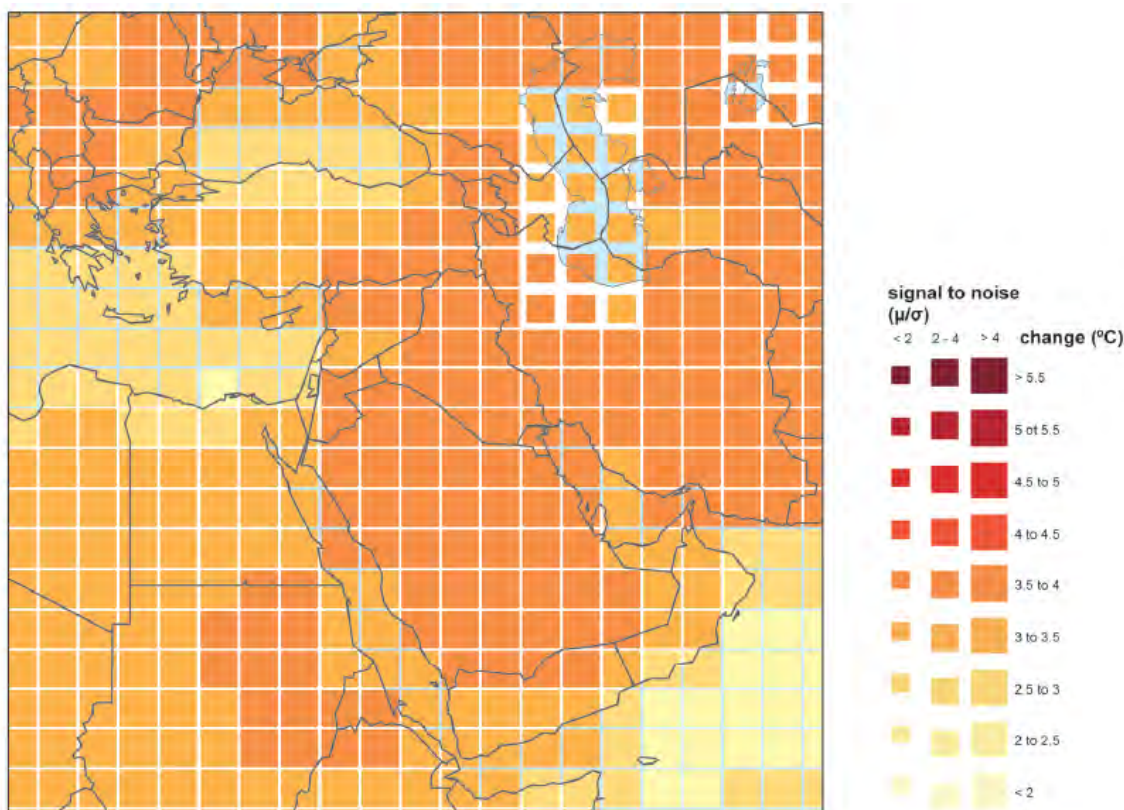 signal to noise
(μ/σ)
< 2 2 - 4 > 4 change (ºC)
> 5.5
5 ot 5.5
4.5 to 5
4 to 4.5
3.5 to 4
3 to 3.5
2.5 to 3
2 to 2.5
< 2